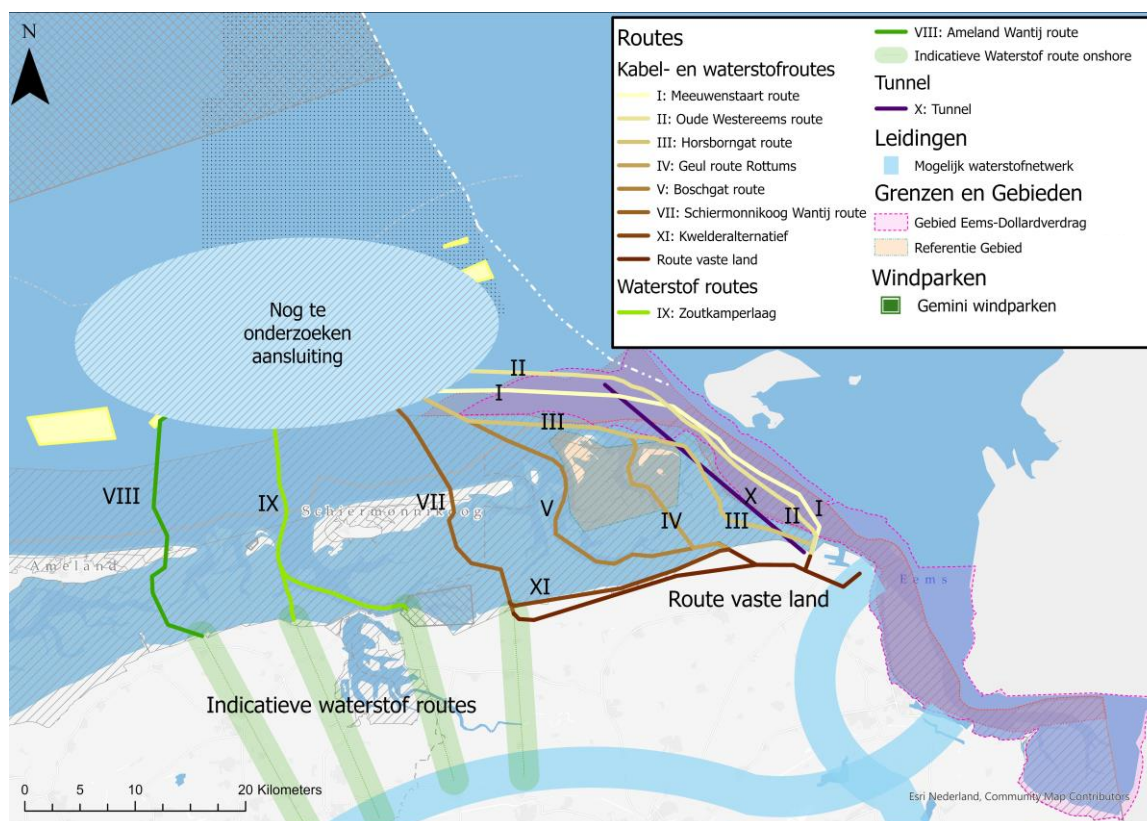 N
Routes
Kabel- en waterstofroutes
I: Meeuwenstaart route
II: Oude Westereems route
III: Horsborngat route
IV: Geul route Rottums
V: Boschgat route
VII: Schiermonnikoog Wantij route
XI: Kwelderalternatief
Route vaste land
Waterstof routes
IX: Zoutkamperlaag
VIII: Ameland Wantij route
Indicatieve Waterstof route onshore
Tunnel
X: Tunnel
Leidingen
Mogelijk waterstofnetwerk
Grenzen en Gebieden
Gebied Eems-Dollardverdrag
Referentie Gebied
Windparken
Gemini windparken
Nog te
onderzoeken
aansluiting
II
I
III
VIII
IX
VII
V
IV
III
X
II
I
Schiermonnikoog
Ameland
Eems
XI
Route vaste land
Indicatieve waterstof routes
0 5 10 20 Kilometers
Esri Nederland, Community Map Contributors